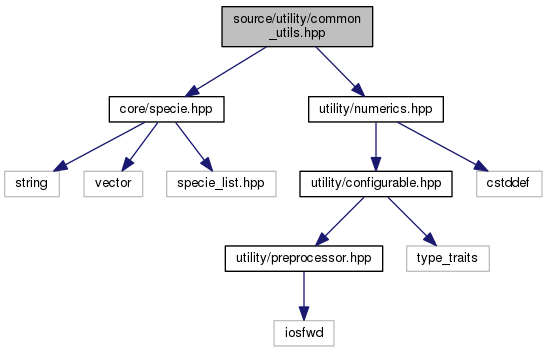 source/utility/common
_utils.hpp
core/specie.hpp
utility/numerics.hpp
string
vector
specie_list.hpp
utility/configurable.hpp
cstddef
utility/preprocessor.hpp
type_traits
iosfwd